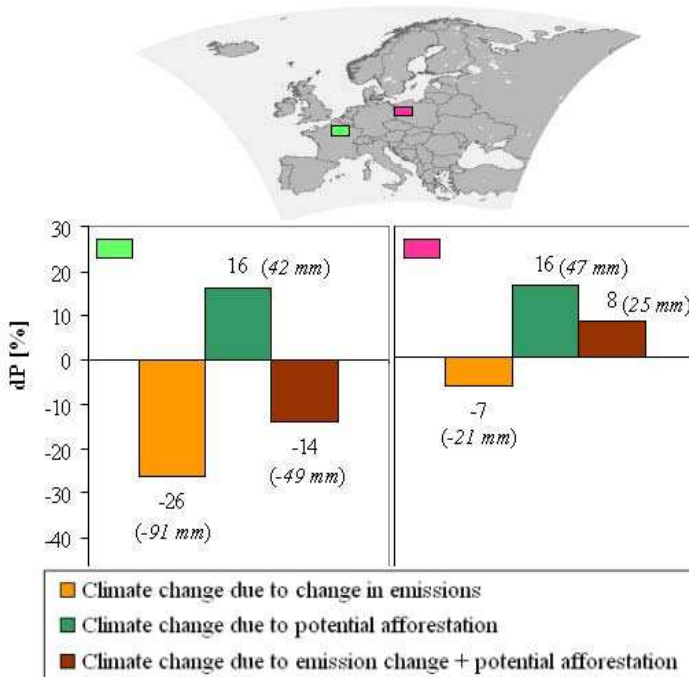 30
20
10
0
-10
-20
-30
-40
dP [%]
16 (42 mm)
-26
(-91 mm)
-14
(-49 mm)
16 (47 mm)
8 (25 mm)
-7
(-21 mm)
Climate change due to change in emissions
Climate change due to potential afforestation
Climate change due to emission change + potential afforestation